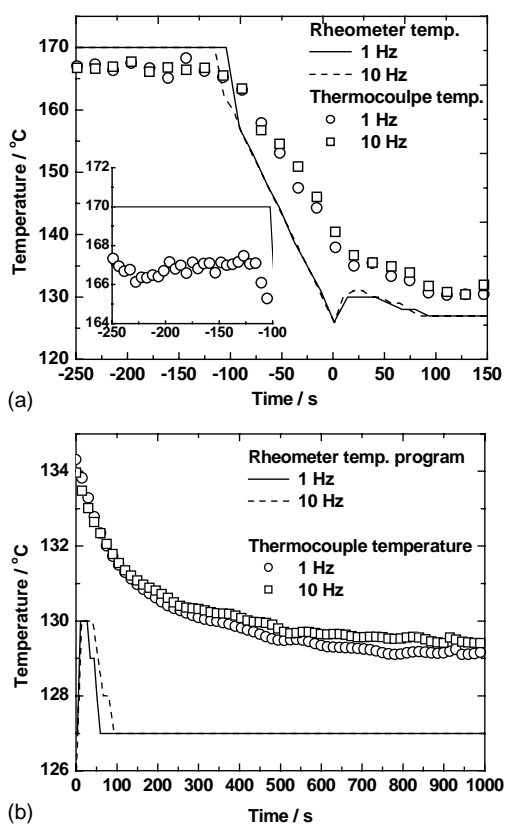 170
160
150
140
130
120
Temperature / °C
Rheometer temp.
1 Hz
10 Hz
Thermocoulpe temp.
1 Hz
10 Hz
172
170
168
166
164
-250 -200 -150 -100
-250 -200 -150 -100 -50 0 50 100 150
(a)
Time / s
134
132
130
128
126
Temperature / °C
Rheometer temp. program
1 Hz
10 Hz
Thermocouple temperature
1 Hz
10 Hz
0 100 200 300 400 500 600 700 800 900 1000
(b)
Time / s